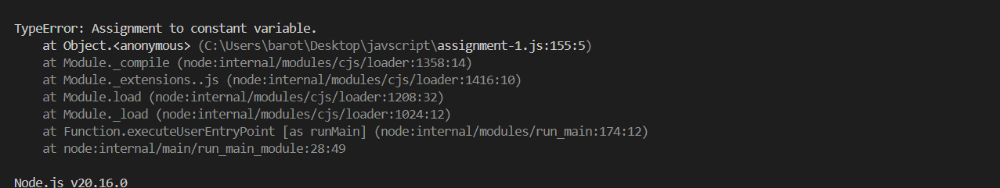 TypeError: Assignment to constant variable.
    at Object.<anonymous> (C:\Users\barot\Desktop\javscript\assignment-1.js:155:5)
    at Module._compile (node:internal/modules/cjs/loader:1358:14)
    at Module._extensions..js (node:internal/modules/cjs/loader:1416:10)
    at Module.load (node:internal/modules/cjs/loader:1208:32)
    at Module._load (node:internal/modules/cjs/loader:1024:12)
    at Function.executeUserEntryPoint [as runMain] (node:internal/modules/run_main:174:12)
    at node:internal/main/run_main_module:28:49
Node.js v20.16.0